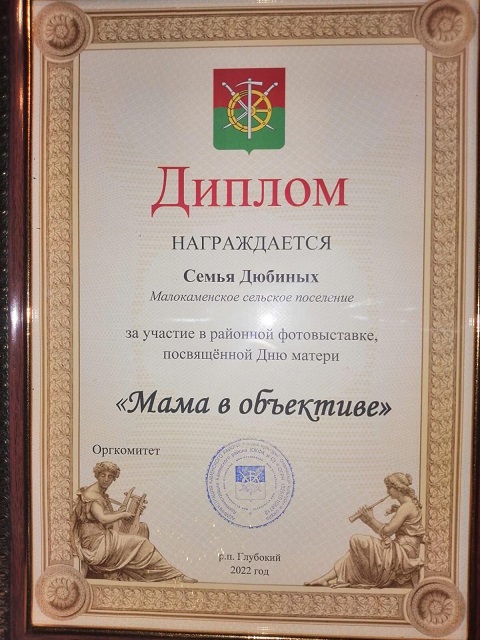 Диплом
НАГРАЖДАЕТСЯ
Семья Дюбиных
Малокаменское сельское поселение
за участие в районной фотовыставке,
посвящённой Дню матери
«Мама в объективе»
Оргкомитет
р.п. Глубокий
2022 год